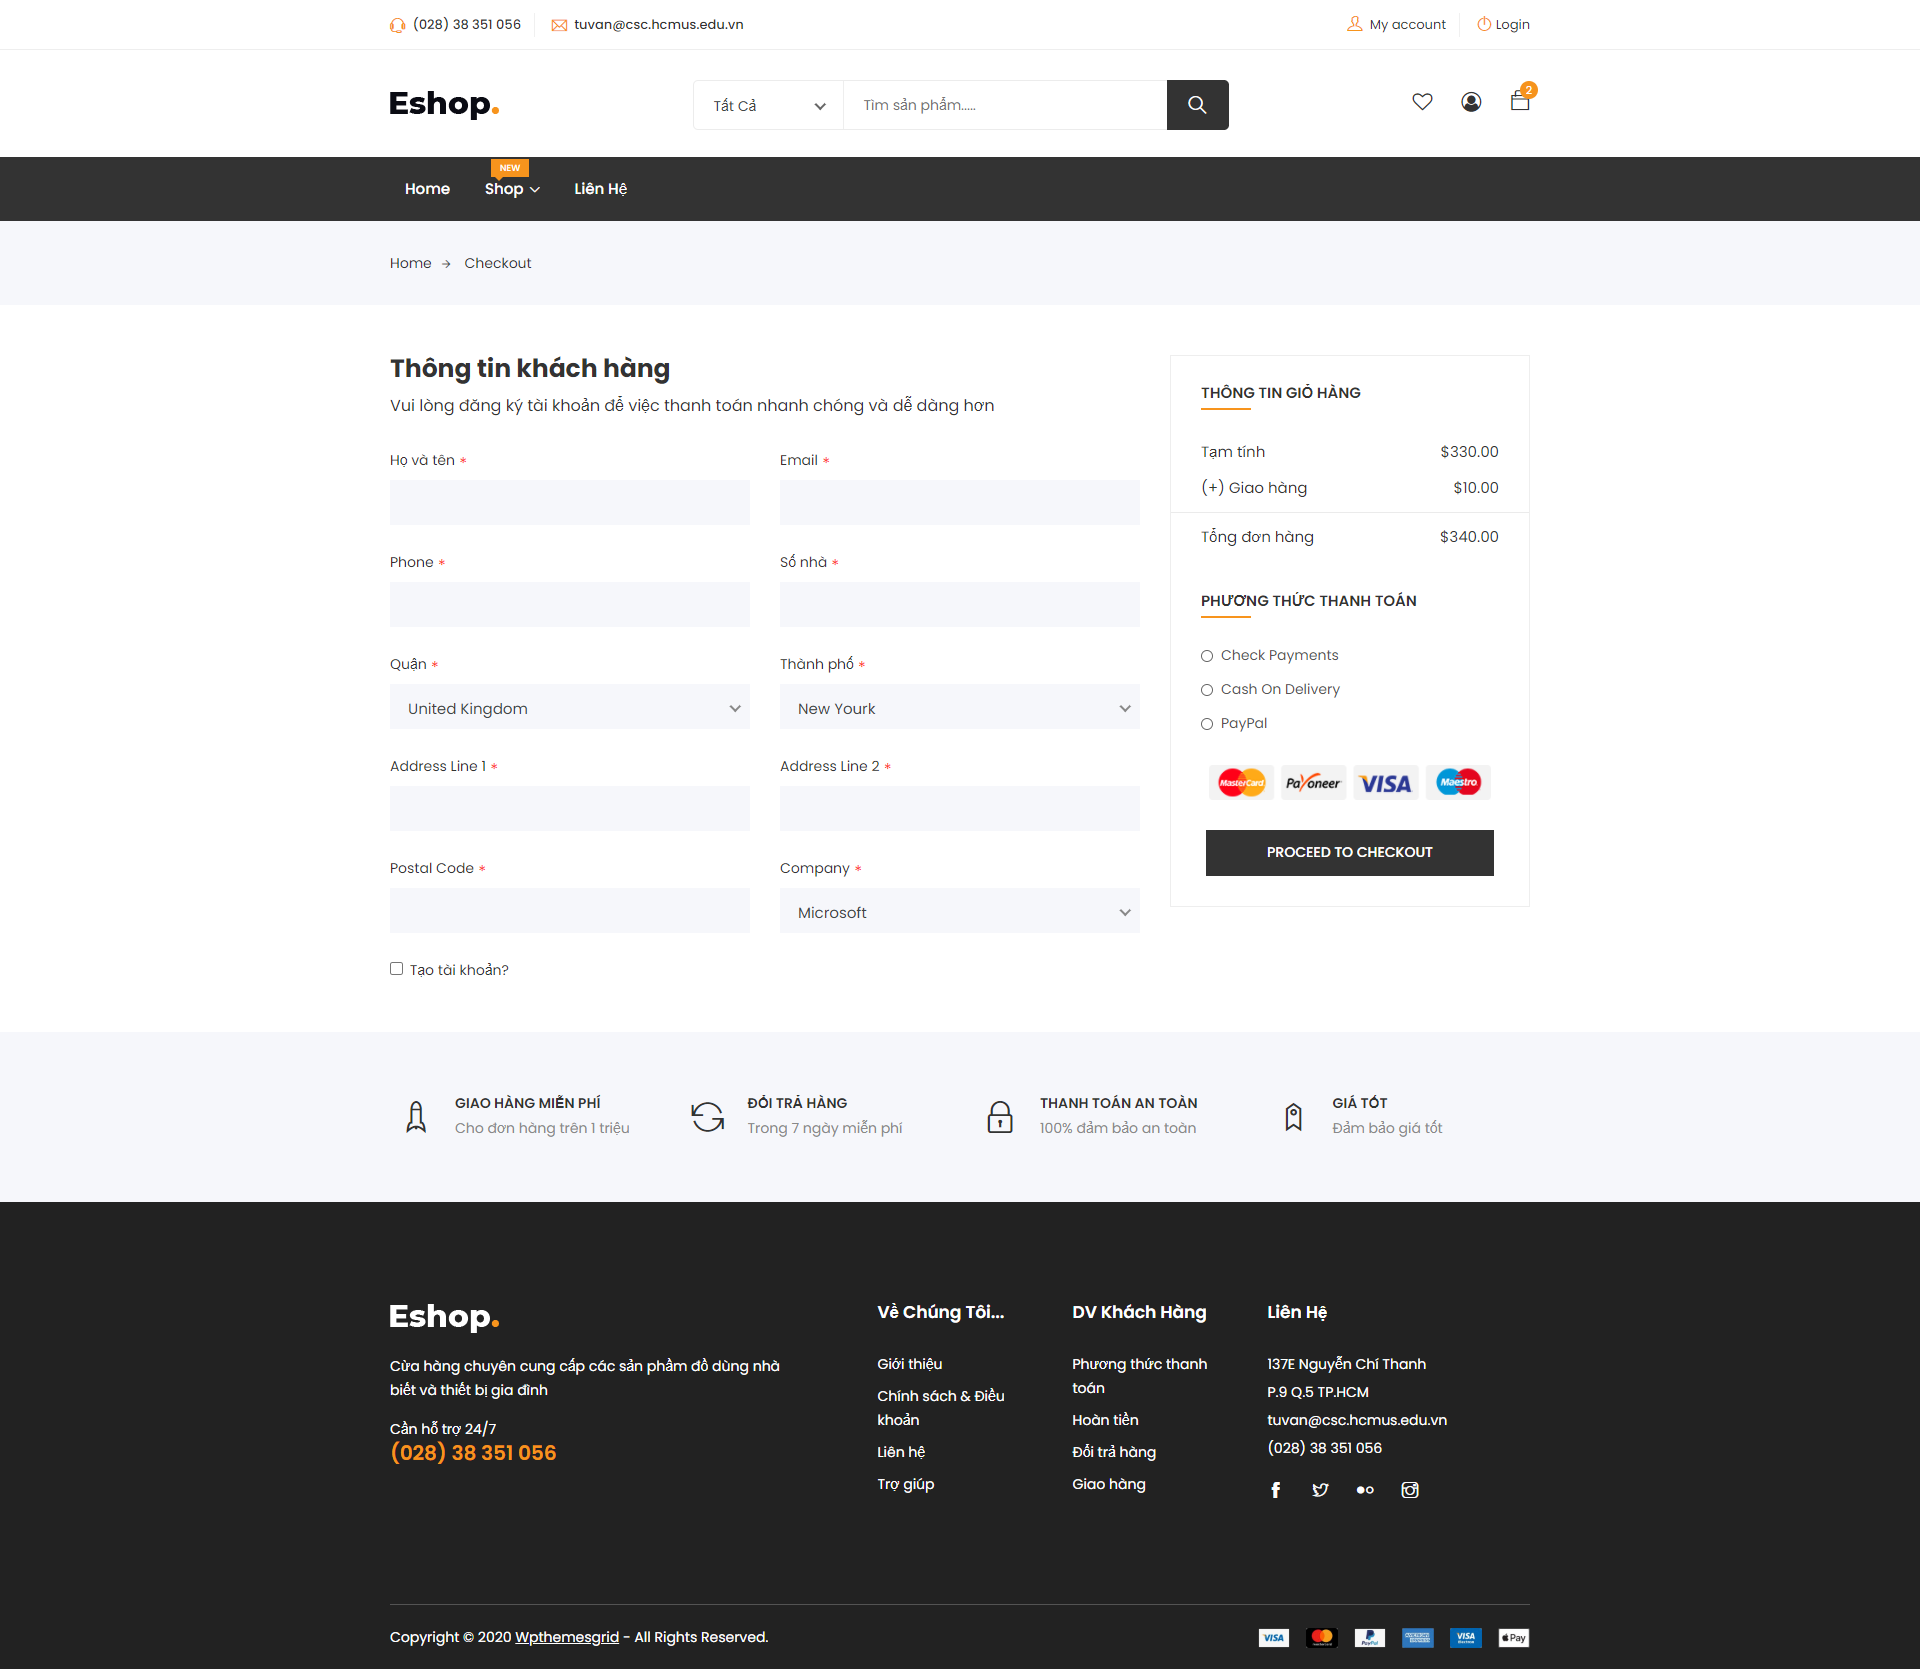 (028) 38 351 056
tuvan@csc.hcmus.edu.vn
My account
Login
Eshop.
Tất Cả
Tìm sản phẩm.....
2
NEW
Home
Shop
Liên Hệ
Home
Checkout
Thông tin khách hàng
Vui lòng đăng ký tài khoản để việc thanh toán nhanh chóng và dễ dàng hơn
Họ và tên *
Email *
Phone *
Số nhà *
Quận *
Thành phố *
United Kingdom
New Yourk
Address Line 1 *
Address Line 2 *
Postal Code *
Company *
Microsoft
Tạo tài khoản?
THÔNG TIN GIỎ HÀNG
Tạm tính $330.00
(+) Giao hàng $10.00
Tổng đơn hàng $340.00
PHƯƠNG THỨC THANH TOÁN
Check Payments
Cash On Delivery
PayPal
MasterCard
Payoneer
VISA
Maestro
PROCEED TO CHECKOUT
GIAO HÀNG MIỄN PHÍ
Cho đơn hàng trên 1 triệu
ĐỔI TRẢ HÀNG
Trong 7 ngày miễn phí
THANH TOÁN AN TOÀN
100% đảm bảo an toàn
GIÁ TỐT
Đảm bảo giá tốt
Eshop.
Cửa hàng chuyên cung cấp các sản phẩm đồ dùng nhà
biết và thiết bị gia đình
Cần hỗ trợ 24/7
(028) 38 351 056
Về Chúng Tôi...
Giới thiệu
Chính sách & Điều
khoản
Liên hệ
Trợ giúp
DV Khách Hàng
Phương thức thanh
toán
Hoàn tiền
Đổi trả hàng
Giao hàng
Liên Hệ
137E Nguyễn Chí Thanh
P.9 Q.5 TP.HCM
tuvan@csc.hcmus.edu.vn
(028) 38 351 056
Copyright © 2020 Wpthemesgrid - All Rights Reserved.
VISA
PayPal
VISA
Pay